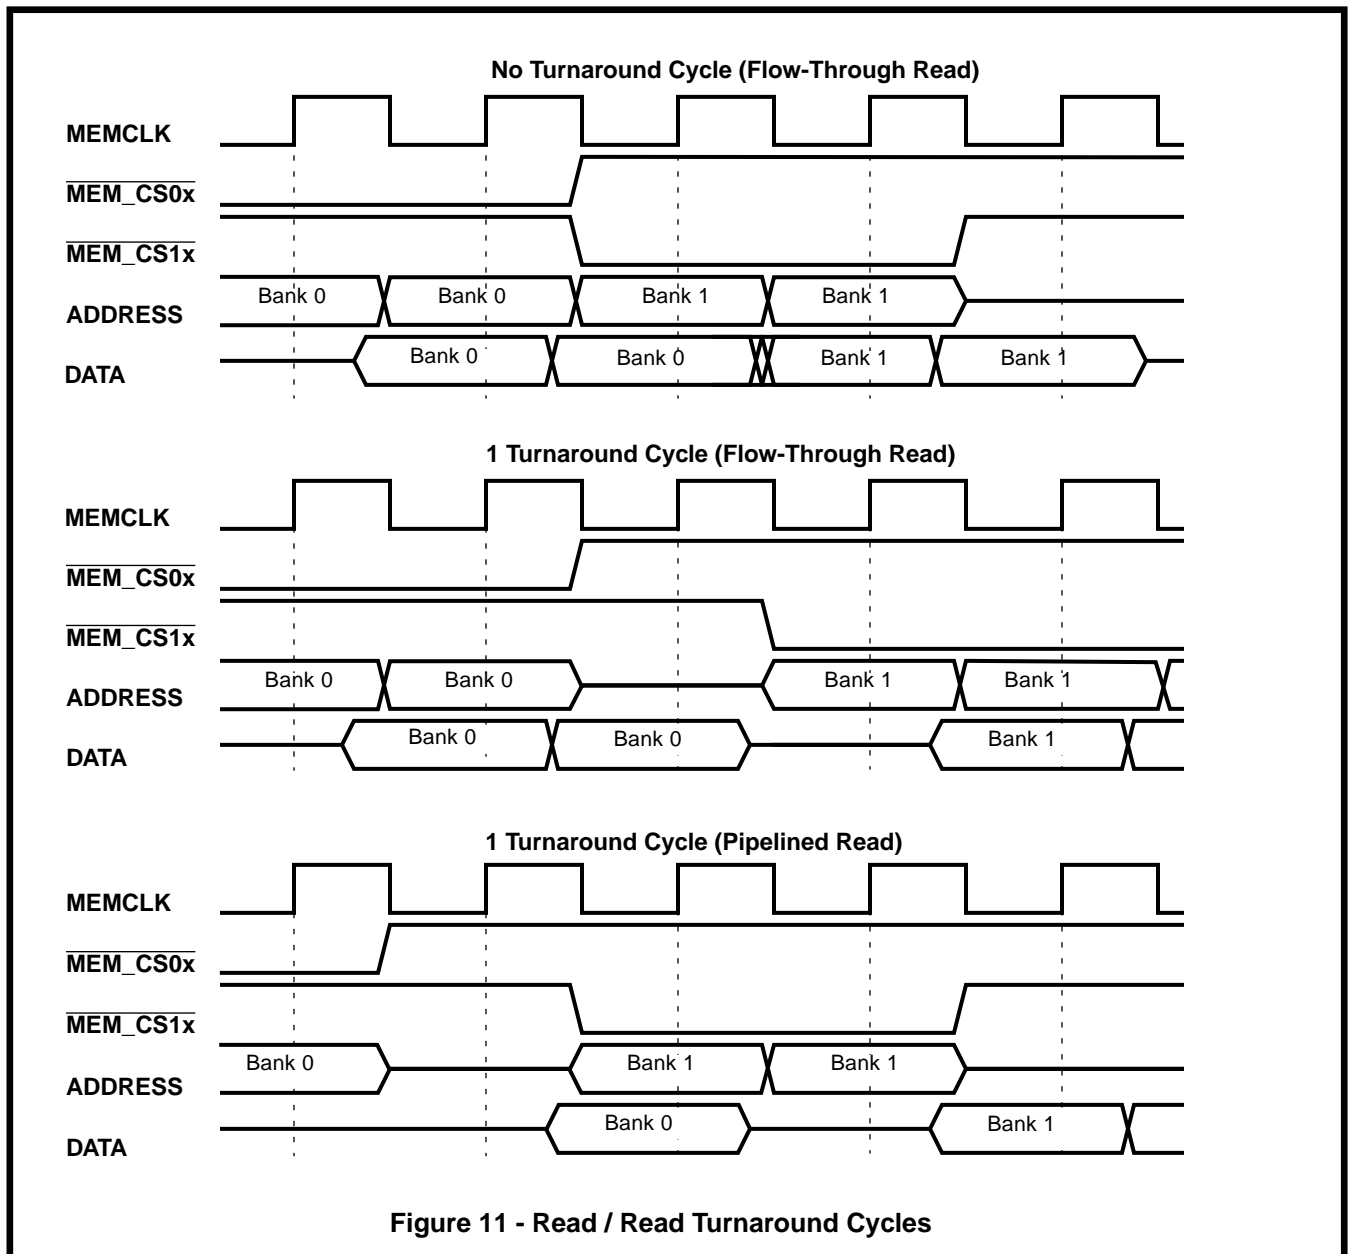 No Turnaround Cycle (Flow-Through Read)
MEMCLK
MEM_CS0x
MEM_CS1x
ADDRESS Bank 0 Bank 0 Bank 1 Bank 1
DATA Bank 0 Bank 0 Bank 1 Bank 1
1 Turnaround Cycle (Flow-Through Read)
MEMCLK
MEM_CS0x
MEM_CS1x
ADDRESS Bank 0 Bank 0 Bank 1 Bank 1
DATA Bank 0 Bank 0 Bank 1
1 Turnaround Cycle (Pipelined Read)
MEMCLK
MEM_CS0x
MEM_CS1x
ADDRESS Bank 0 Bank 1 Bank 1
DATA Bank 0 Bank 1
Figure 11 - Read / Read Turnaround Cycles